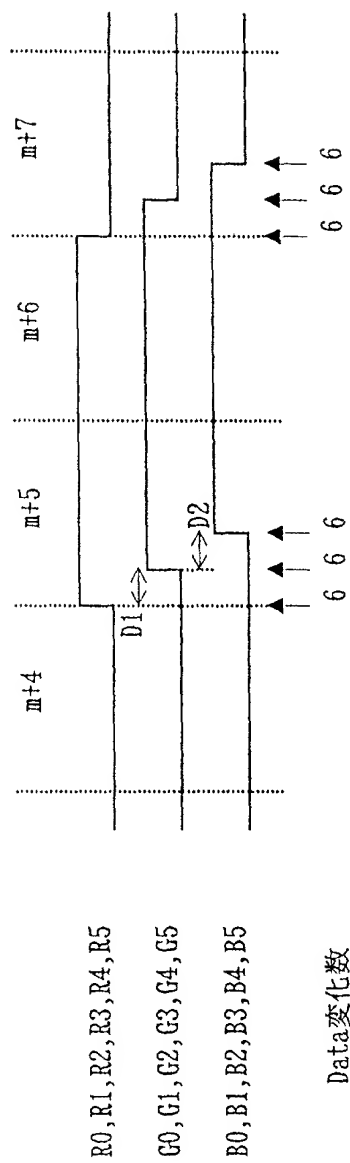 m+4 m+5 m+6 m+7
R0,R1,R2,R3,R4,R5
D1
G0,G1,G2,G3,G4,G5
D2
B0,B1,B2,B3,B4,B5
Data変化数 6 6 6 6 6 6